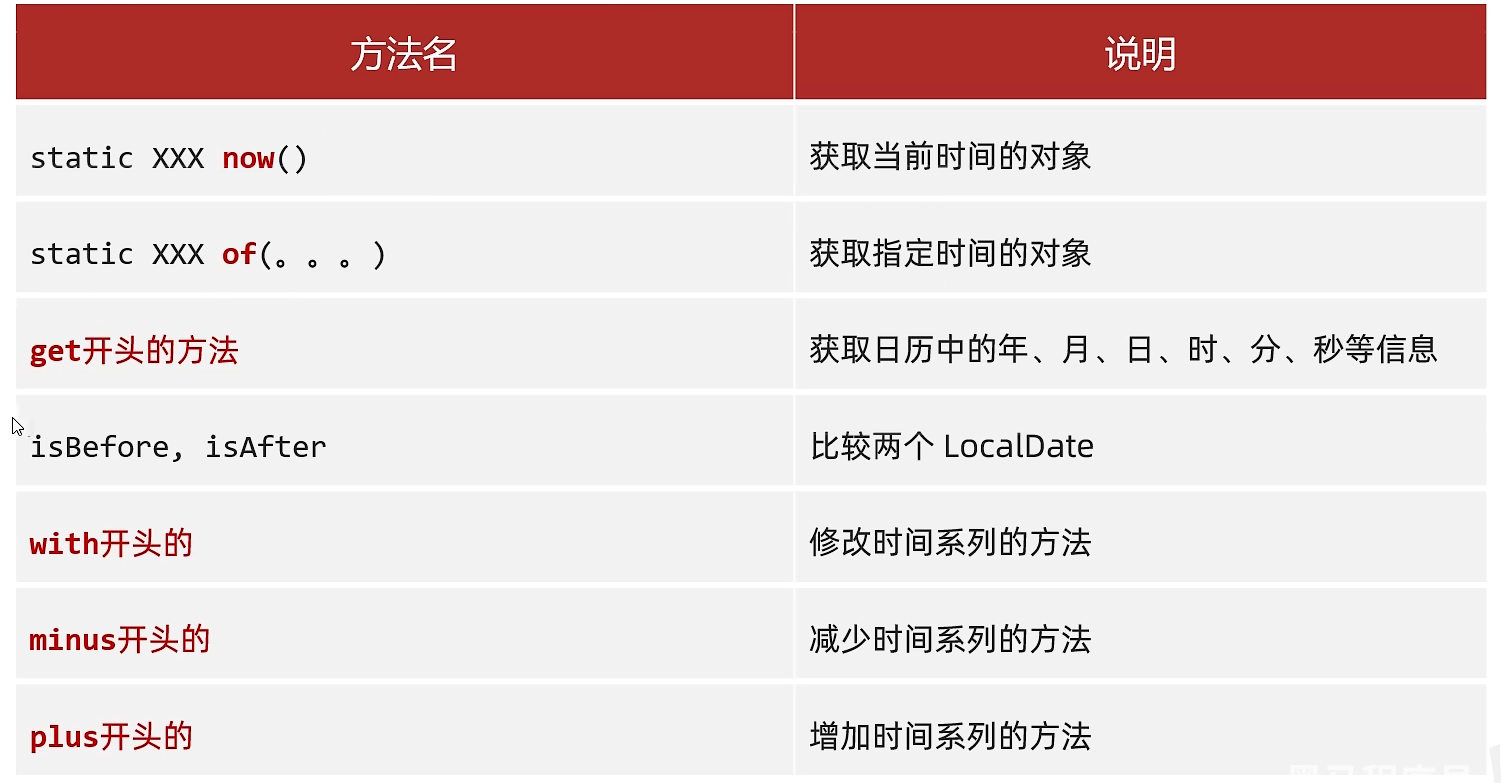 方法名 说明
static XXX now() 获取当前时间的对象
static XXX of(。。。) 获取指定时间的对象
get开头的方法 获取日历中的年、月、日、时、分、秒等信息
isBefore, isAfter 比较两个 LocalDate
with开头的 修改时间系列的方法
minus开头的 减少时间系列的方法
plus开头的 增加时间系列的方法